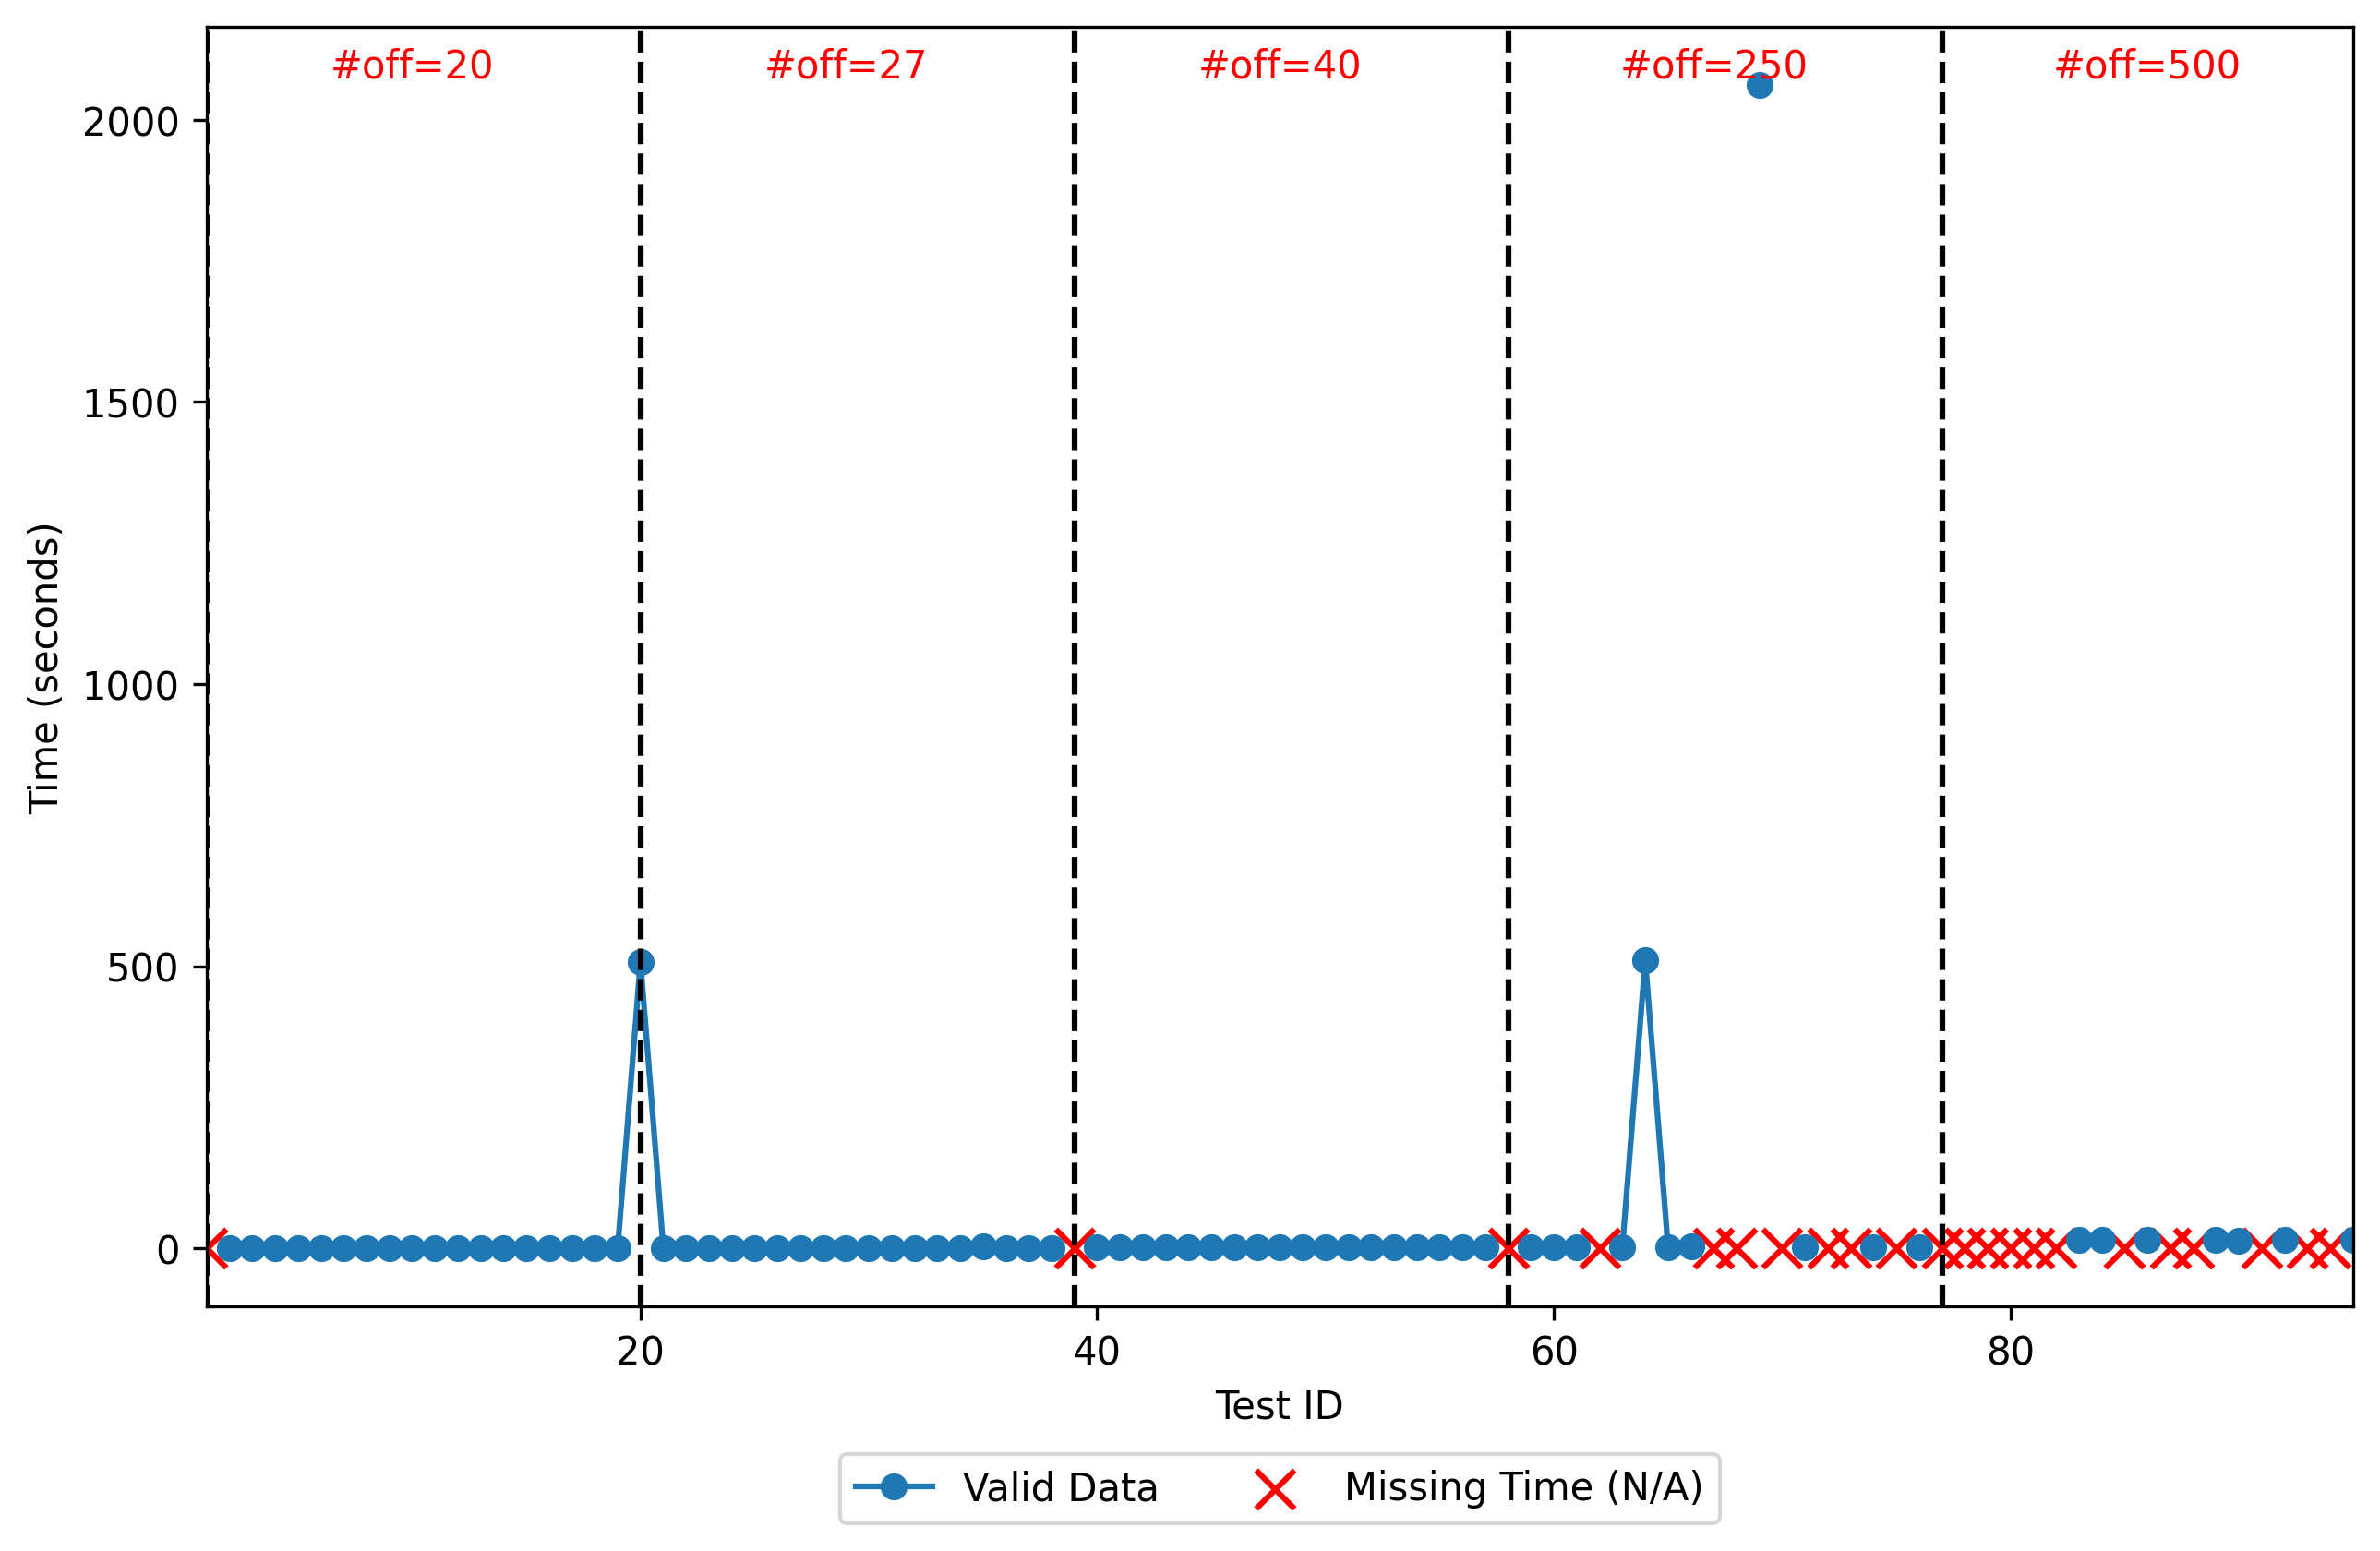 #off=20 #off=27 #off=40 #off=250 #off=500
2000
1500
1000
500
0
Time (seconds)
20 40 60 80
Test ID
Valid Data Missing Time (N/A)